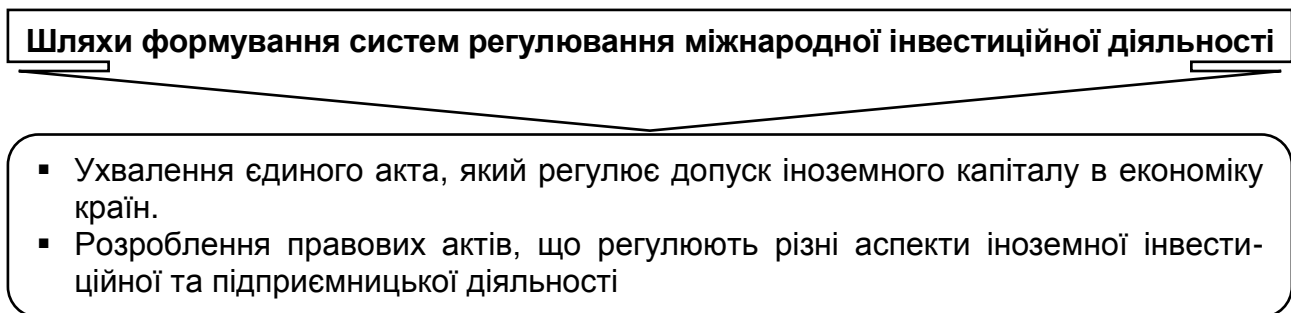 Шляхи формування систем регулювання міжнародної інвестиційної діяльності
▪ Ухвалення єдиного акта, який регулює допуск іноземного капіталу в економіку
країн.
▪ Розроблення правових актів, що регулюють різні аспекти іноземної інвести-
ційної та підприємницької діяльності